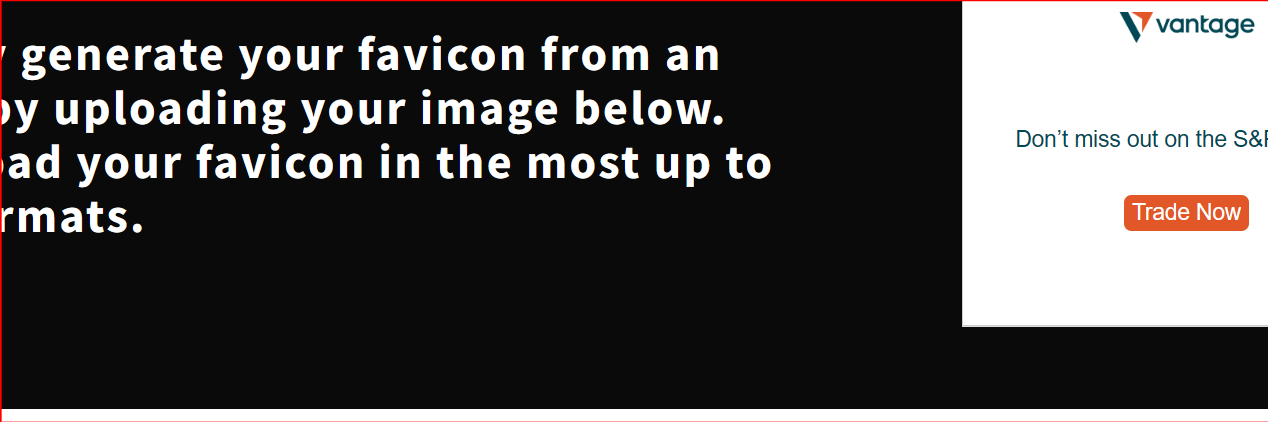 generate your favicon from an
by uploading your image below.
ad your favicon in the most up to
rmats.
vantage
Don’t miss out on the S&
Trade Now